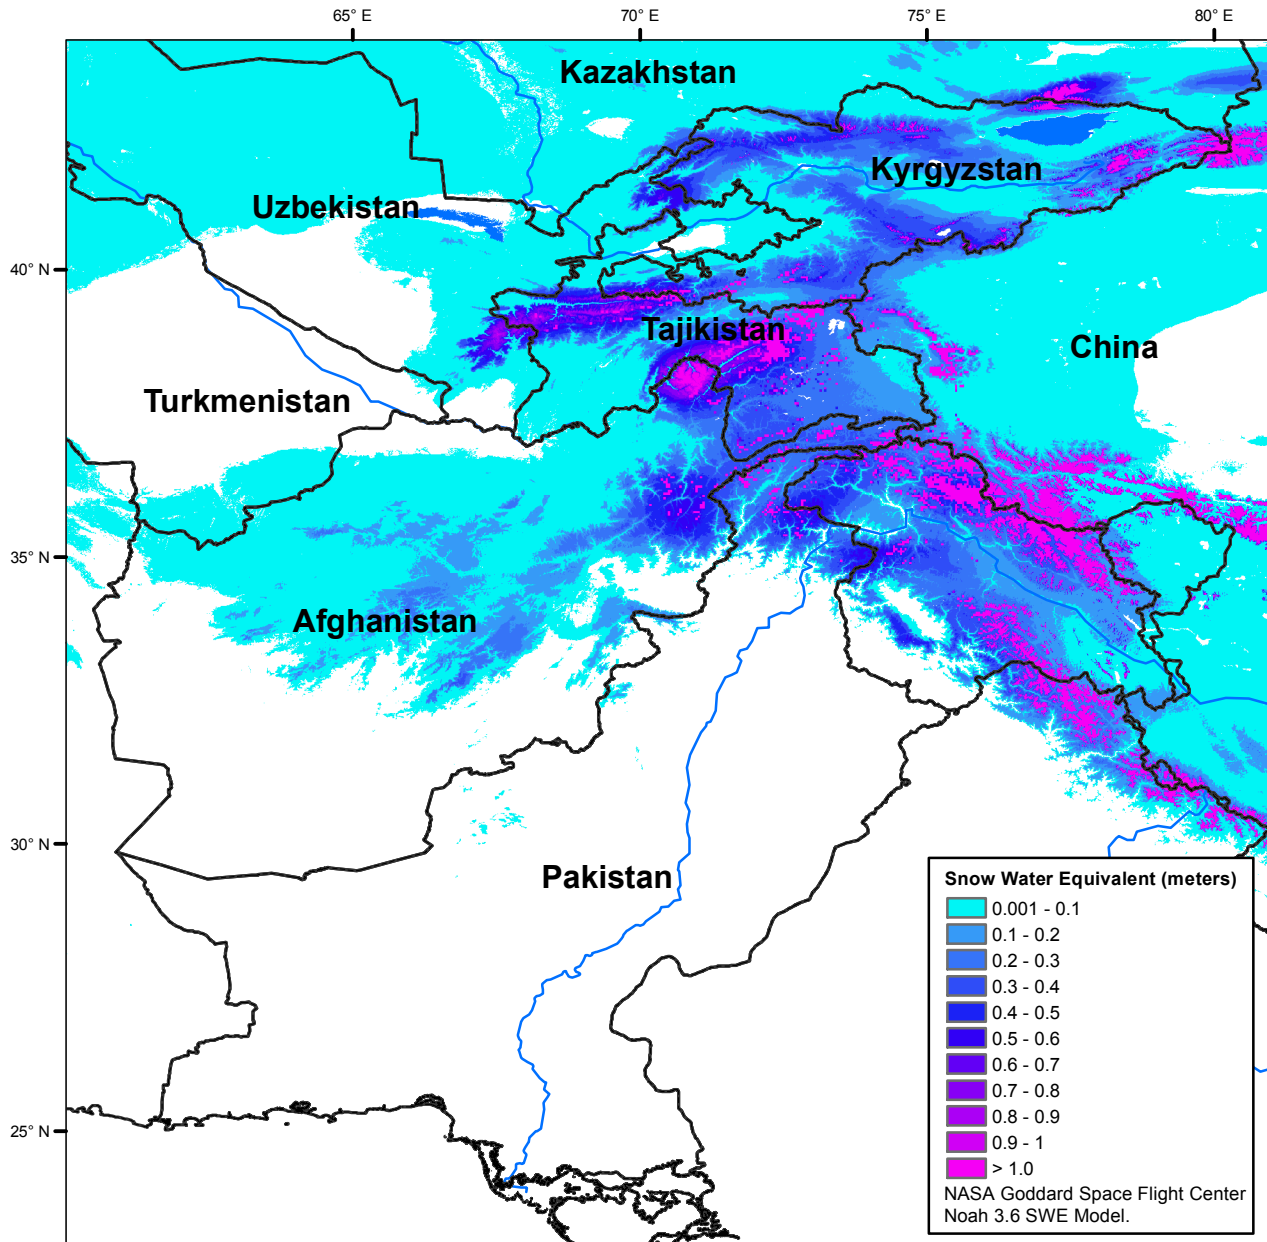 65° E
70° E
75° E
80° E
Kazakhstan
Kyrgyzstan
Uzbekistan
40° N
Tajikistan
China
Turkmenistan
35° N
Afghanistan
30° N
Pakistan
25° N
Snow Water Equivalent (meters)
0.001 - 0.1
0.1 - 0.2
0.2 - 0.3
0.3 - 0.4
0.4 - 0.5
0.5 - 0.6
0.6 - 0.7
0.7 - 0.8
0.8 - 0.9
0.9 - 1
> 1.0
NASA Goddard Space Flight Center
Noah 3.6 SWE Model.